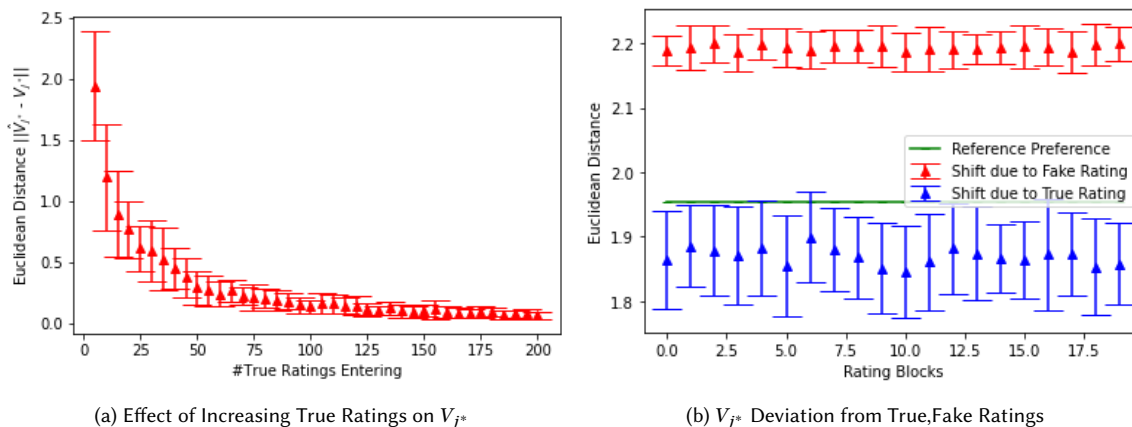 2.5
2.0
1.5
1.0
0.5
0.0
Euclidean Distance ||V̂ⱼ* - Vⱼ*||
0 25 50 75 100 125 150 175 200
#True Ratings Entering
(a) Effect of Increasing True Ratings on Vⱼ*
2.2
2.1
2.0
1.9
1.8
Euclidean Distance
Reference Preference
Shift due to Fake Rating
Shift due to True Rating
0.0 2.5 5.0 7.5 10.0 12.5 15.0 17.5
Rating Blocks
(b) Vⱼ* Deviation from True,Fake Ratings